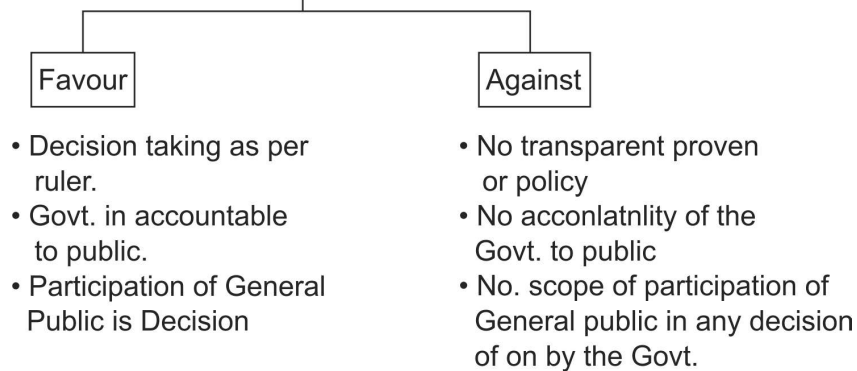 Favour
• Decision taking as per
ruler.
• Govt. in accountable
to public.
• Participation of General
Public is Decision
Against
• No transparent proven
or policy
• No acconlatnlity of the
Govt. to public
• No. scope of participation of
General public in any decision
of on by the Govt.